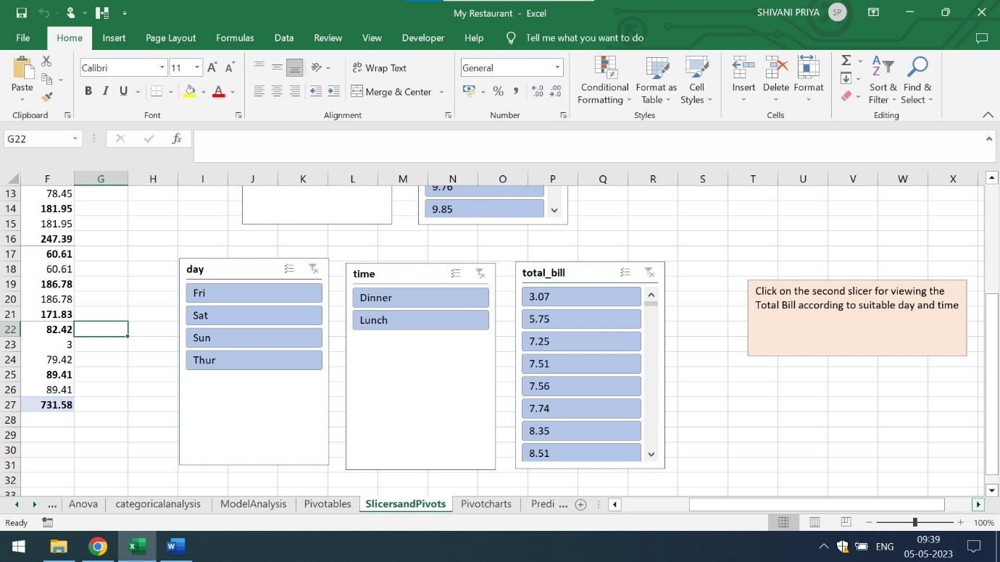 My Restaurant - Excel
SHIVANI PRIYA SP
File Home Insert Page Layout Formulas Data Review View Developer Help Tell me what you want to do
Paste
Clipboard
Calibri 11 A A
B I U A
Font
ab Wrap Text
Merge & Center
Alignment
General
% ,
Number
Conditional Formatting
Format as Table
Cell Styles
Styles
Insert Delete Format
Cells
Sort & Filter
Find & Select
Editing
G22 fx
F G H I J K L M N O P Q R S T U V W X
13 78.45
14 181.95
15 181.95
16 247.39
17 60.61
18 60.61
19 186.78
20 186.78
21 171.83
22 82.42
23 3
24 79.42
25 89.41
26 89.41
27 731.58
28
29
30
31
32
33
9.76
9.85
day
Fri
Sat
Sun
Thur
time
Dinner
Lunch
total_bill
3.07
5.75
7.25
7.51
7.56
7.74
8.35
8.51
Click on the second slicer for viewing the
Total Bill according to suitable day and time
... Anova categoricalanalysis ModelAnalysis Pivotables SlicersandPivots Pivotcharts Predi ...
Ready
100%
ENG
09:39
05-05-2023